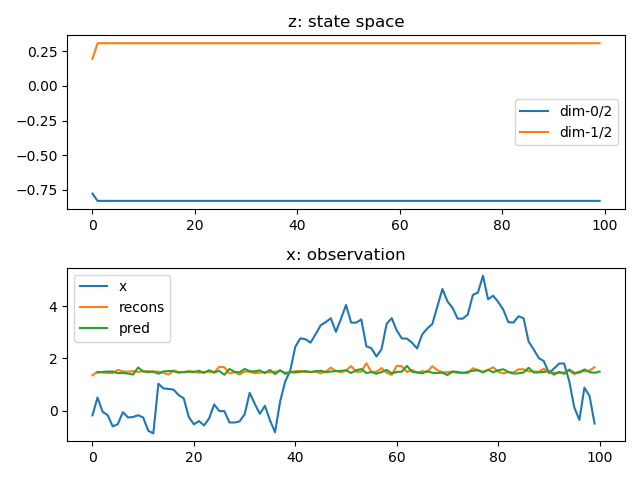 z: state space
0.25
0.00
−0.25
−0.50
−0.75
dim-0/2
dim-1/2
0 20 40 60 80 100
x: observation
4
2
0
x
recons
pred
0 20 40 60 80 100